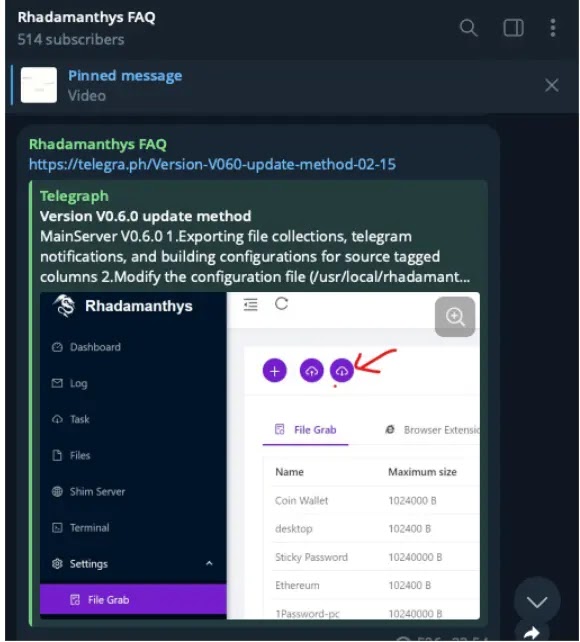 Rhadamanthys FAQ
514 subscribers
Pinned message
Video
Rhadamanthys FAQ
https://telegra.ph/Version-V060-update-method-02-15
Telegraph
Version V0.6.0 update method
MainServer V0.6.0 1.Exporting file collections, telegram
notifications, and building configurations for source tagged
columns 2.Modify the configuration file (/usr/local/rhadamant...
Rhadamanthys
Dashboard
Log
Task
Files
Shim Server
Terminal
Settings
File Grab
File Grab
Browser Extensio
Name Maximum size
Coin Wallet 1024000 B
desktop 102400 B
Sticky Password 10240000 B
Ethereum 102400 B
1Password-pc 10240000 B